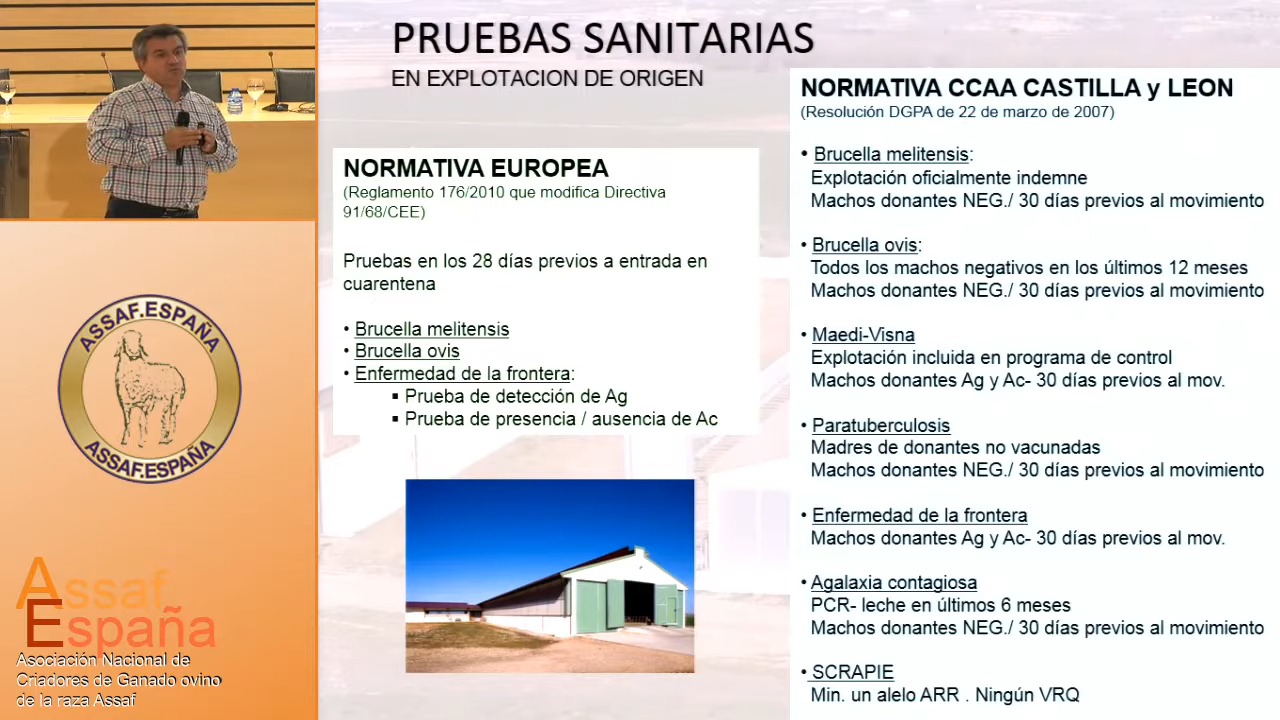 PRUEBAS SANITARIAS
EN EXPLOTACION DE ORIGEN
NORMATIVA EUROPEA
(Reglamento 176/2010 que modifica Directiva
91/68/CEE)
Pruebas en los 28 días previos a entrada en
cuarentena
• Brucella melitensis
• Brucella ovis
• Enfermedad de la frontera:
▪ Prueba de detección de Ag
▪ Prueba de presencia / ausencia de Ac
NORMATIVA CCAA CASTILLA y LEON
(Resolución DGPA de 22 de marzo de 2007)
• Brucella melitensis:
Explotación oficialmente indemne
Machos donantes NEG./ 30 días previos al movimiento
• Brucella ovis:
Todos los machos negativos en los últimos 12 meses
Machos donantes NEG./ 30 días previos al movimiento
• Maedi-Visna
Explotación incluida en programa de control
Machos donantes Ag y Ac- 30 días previos al mov.
• Paratuberculosis
Madres de donantes no vacunadas
Machos donantes NEG./ 30 días previos al movimiento
• Enfermedad de la frontera
Machos donantes Ag y Ac- 30 días previos al mov.
• Agalaxia contagiosa
PCR- leche en últimos 6 meses
Machos donantes NEG./ 30 días previos al movimiento
• SCRAPIE
Min. un alelo ARR . Ningún VRQ
ASSAF.ESPAÑA
ASSAF.ESPAÑA
Assaf
España
Asociación Nacional de
Criadores de Ganado ovino
de la raza Assaf